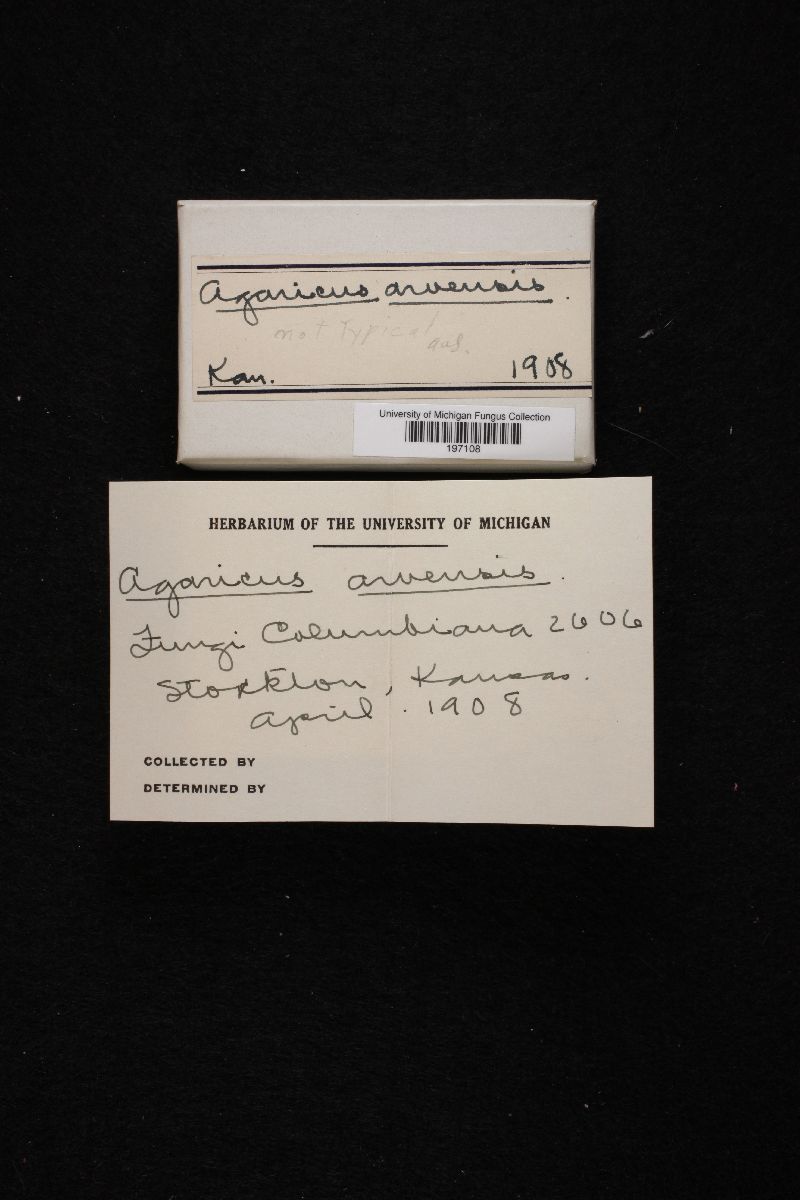 Agaricus arvensis.
not typical
Kan. 1908
University of Michigan Fungus Collection
197108
HERBARIUM OF THE UNIVERSITY OF MICHIGAN
Agaricus arvensis.
Fungi Columbiana 2606
Stockton, Kansas.
April. 1908
COLLECTED BY
DETERMINED BY